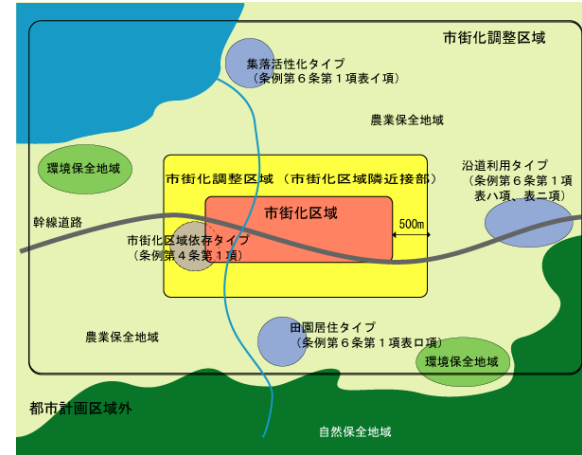 市街化調整区域
集落活性化タイプ
（条例第６条第１項表イ項）
農業保全地域
環境保全地域
沿道利用タイプ
（条例第６条第１項
表ハ項、表ニ項）
市街化調整区域（市街化区域隣近接部）
市街化区域
幹線道路
500m
市街化区域依存タイプ
（条例第４条第１項）
田園居住タイプ
（条例第６条第１項表ロ項）
農業保全地域
環境保全地域
都市計画区域外
自然保全地域